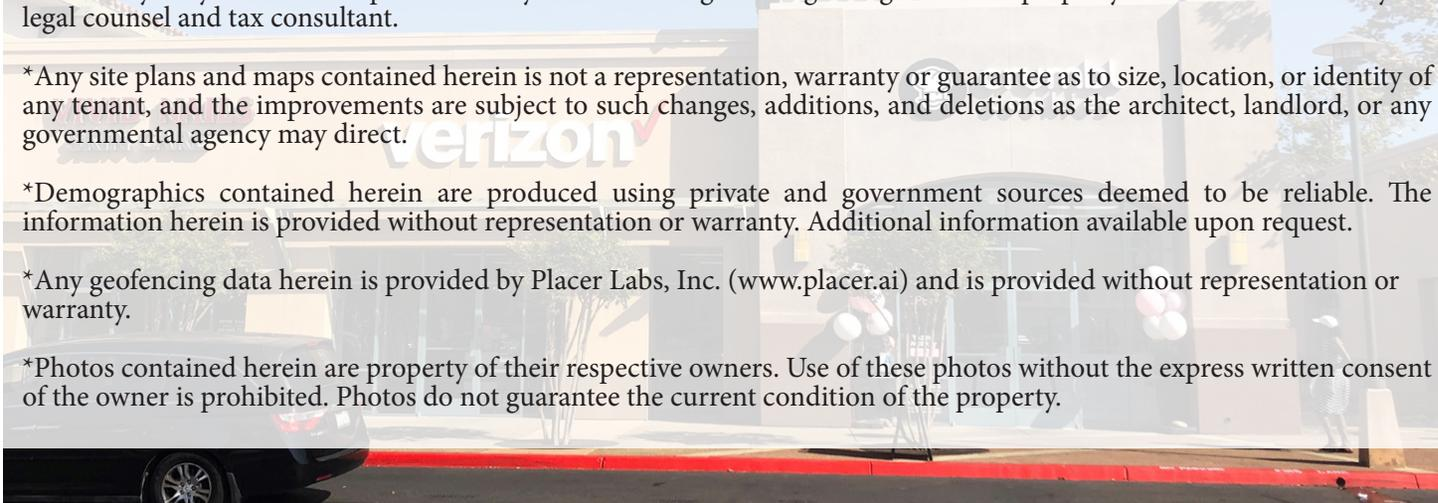 legal counsel and tax consultant.
*Any site plans and maps contained herein is not a representation, warranty or guarantee as to size, location, or identity of
any tenant, and the improvements are subject to such changes, additions, and deletions as the architect, landlord, or any
governmental agency may direct.
verizon
*Demographics contained herein are produced using private and government sources deemed to be reliable. The
information herein is provided without representation or warranty. Additional information available upon request.
*Any geofencing data herein is provided by Placer Labs, Inc. (www.placer.ai) and is provided without representation or
warranty.
*Photos contained herein are property of their respective owners. Use of these photos without the express written consent
of the owner is prohibited. Photos do not guarantee the current condition of the property.